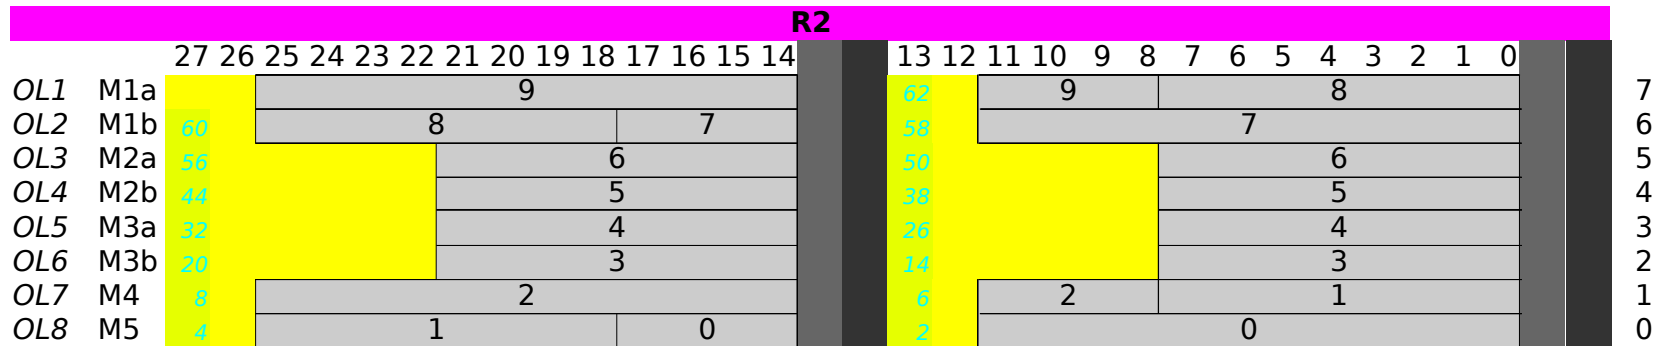 R2
27 26 25 24 23 22 21 20 19 18 17 16 15 14 13 12 11 10 9 8 7 6 5 4 3 2 1 0
OL1 M1a 9 62 9 8 7
OL2 M1b 60 8 7 58 7 6
OL3 M2a 56 6 50 6 5
OL4 M2b 44 5 38 5 4
OL5 M3a 32 4 26 4 3
OL6 M3b 20 3 14 3 2
OL7 M4 8 2 6 2 1 1
OL8 M5 4 1 0 2 0 0